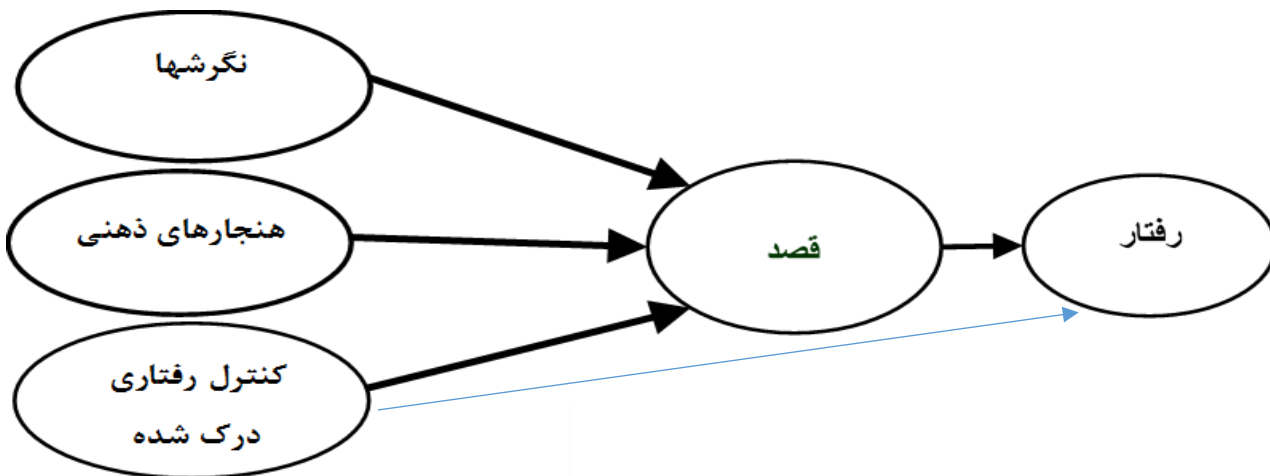 نگرشها
هنجارهای ذهنی
کنترل رفتاری
درک شده
قصد
رفتار